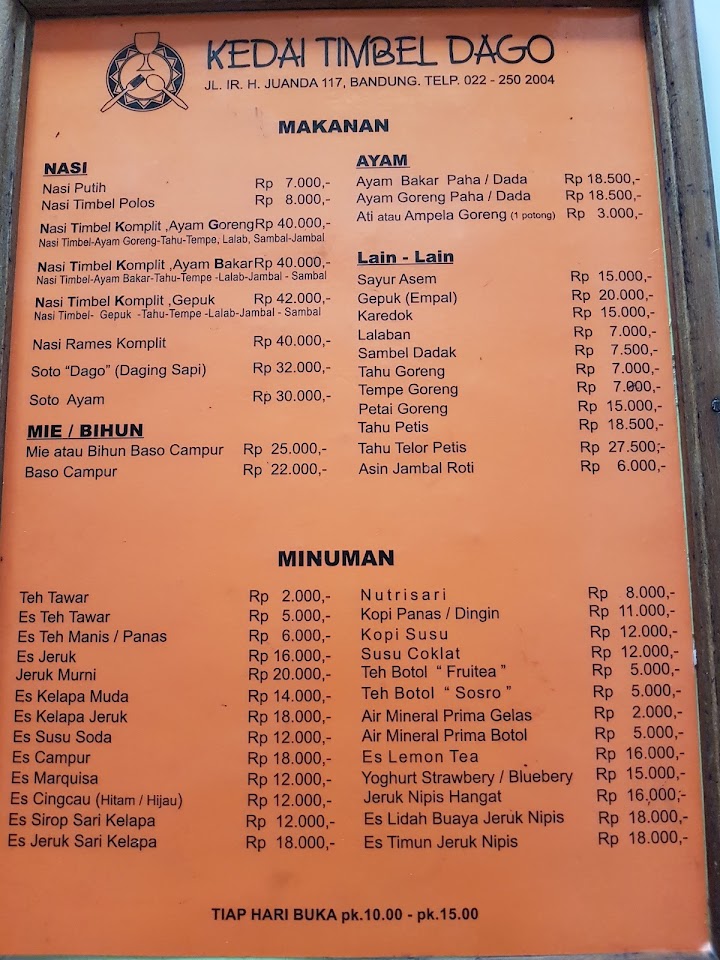 KEDAI TIMBEL DAGO
JL. IR. H. JUANDA 117, BANDUNG. TELP. 022 - 250 2004
MAKANAN
NASI
Nasi Putih Rp 7.000,-
Nasi Timbel Polos Rp 8.000,-
Nasi Timbel Komplit ,Ayam Goreng Rp 40.000,-
Nasi Timbel-Ayam Goreng-Tahu-Tempe, Lalab, Sambal-Jambal
Nasi Timbel Komplit ,Ayam Bakar Rp 40.000,-
Nasi Timbel-Ayam Bakar-Tahu-Tempe -Lalab-Jambal - Sambal
Nasi Timbel Komplit ,Gepuk Rp 42.000,-
Nasi Timbel- Gepuk -Tahu-Tempe -Lalab-Jambal - Sambal
Nasi Rames Komplit Rp 40.000,-
Soto “Dago” (Daging Sapi) Rp 32.000,-
Soto Ayam Rp 30.000,-
MIE / BIHUN
Mie atau Bihun Baso Campur Rp 25.000,-
Baso Campur Rp 22.000,-
AYAM
Ayam Bakar Paha / Dada Rp 18.500,-
Ayam Goreng Paha / Dada Rp 18.500,-
Ati atau Ampela Goreng (1 potong) Rp 3.000,-
Lain - Lain
Sayur Asem Rp 15.000,-
Gepuk (Empal) Rp 20.000,-
Karedok Rp 15.000,-
Lalaban Rp 7.000,-
Sambel Dadak Rp 7.500,-
Tahu Goreng Rp 7.000,-
Tempe Goreng Rp 7.000,-
Petai Goreng Rp 15.000,-
Tahu Petis Rp 18.500,-
Tahu Telor Petis Rp 27.500,-
Asin Jambal Roti Rp 6.000,-
MINUMAN
Teh Tawar Rp 2.000,-
Es Teh Tawar Rp 5.000,-
Es Teh Manis / Panas Rp 6.000,-
Es Jeruk Rp 16.000,-
Jeruk Murni Rp 20.000,-
Es Kelapa Muda Rp 14.000,-
Es Kelapa Jeruk Rp 18.000,-
Es Susu Soda Rp 12.000,-
Es Campur Rp 18.000,-
Es Marquisa Rp 12.000,-
Es Cingcau (Hitam / Hijau) Rp 12.000,-
Es Sirop Sari Kelapa Rp 12.000,-
Es Jeruk Sari Kelapa Rp 18.000,-
Nutrisari Rp 8.000,-
Kopi Panas / Dingin Rp 11.000,-
Kopi Susu Rp 12.000,-
Susu Coklat Rp 12.000,-
Teh Botol “ Fruitea ” Rp 5.000,-
Teh Botol “ Sosro ” Rp 5.000,-
Air Mineral Prima Gelas Rp 2.000,-
Air Mineral Prima Botol Rp 5.000,-
Es Lemon Tea Rp 16.000,-
Yoghurt Strawbery / Bluebery Rp 15.000,-
Jeruk Nipis Hangat Rp 16,000,-
Es Lidah Buaya Jeruk Nipis Rp 18.000,-
Es Timun Jeruk Nipis Rp 18.000,-
TIAP HARI BUKA pk.10.00 - pk.15.00